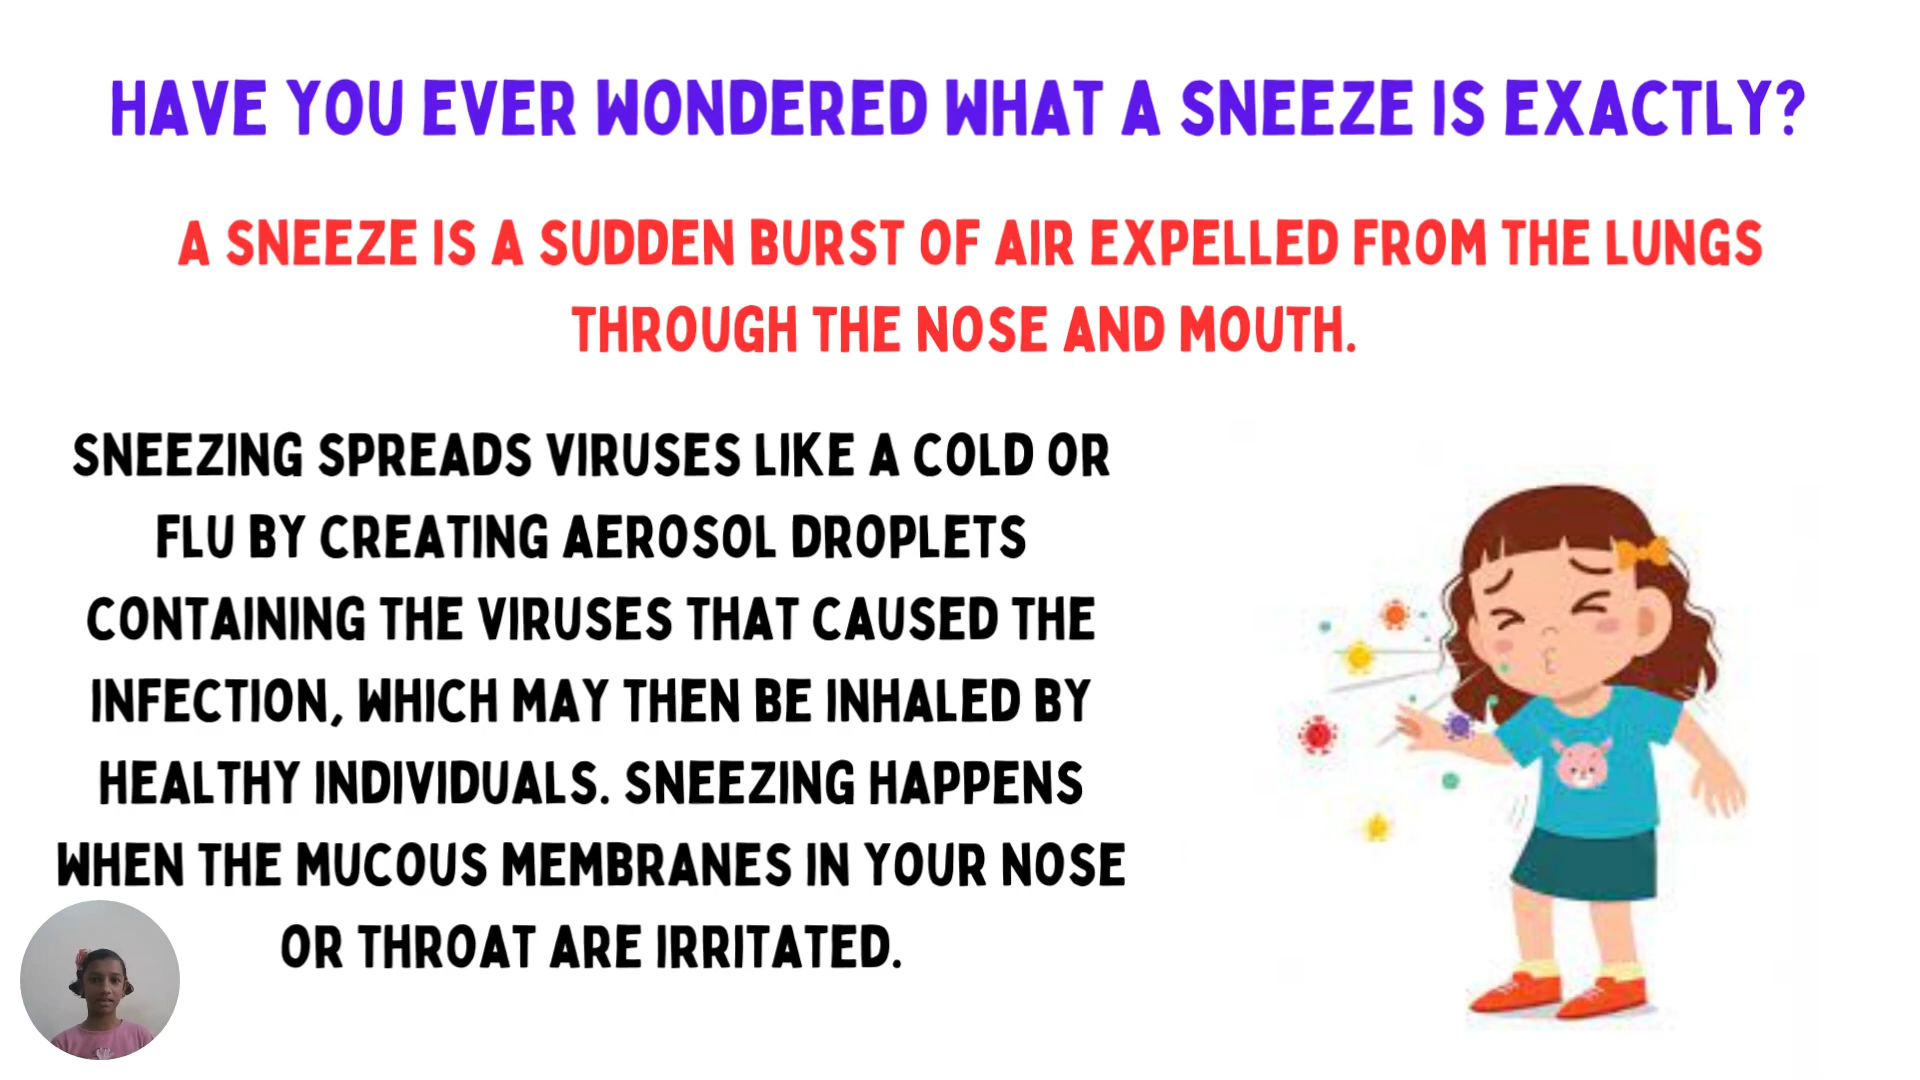 HAVE YOU EVER WONDERED WHAT A SNEEZE IS EXACTLY?
A SNEEZE IS A SUDDEN BURST OF AIR EXPELLED FROM THE LUNGS
THROUGH THE NOSE AND MOUTH.
SNEEZING SPREADS VIRUSES LIKE A COLD OR
FLU BY CREATING AEROSOL DROPLETS
CONTAINING THE VIRUSES THAT CAUSED THE
INFECTION, WHICH MAY THEN BE INHALED BY
HEALTHY INDIVIDUALS. SNEEZING HAPPENS
WHEN THE MUCOUS MEMBRANES IN YOUR NOSE
OR THROAT ARE IRRITATED.